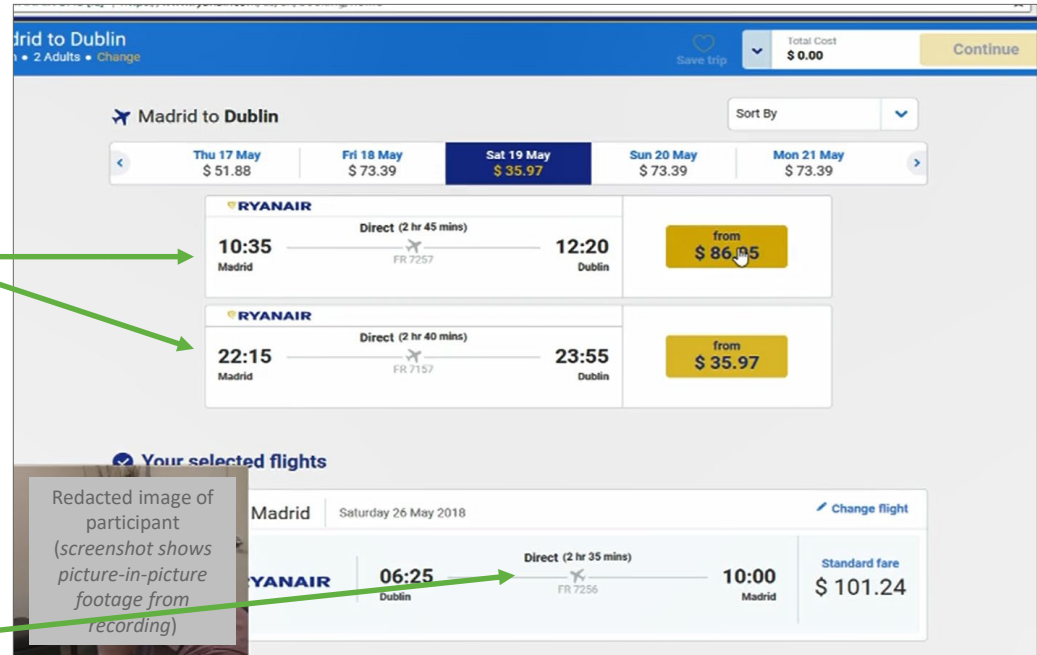 drid to Dublin
• 2 Adults • Change
Save trip
Total Cost
$ 0.00
Continue
Madrid to Dublin
Sort By
Thu 17 May
$ 51.88
Fri 18 May
$ 73.39
Sat 19 May
$ 35.97
Sun 20 May
$ 73.39
Mon 21 May
$ 73.39
RYANAIR
Direct (2 hr 45 mins)
10:35
12:20
from
Madrid
FR 7257
Dublin
RYANAIR
Direct (2 hr 40 mins)
22:15
23:55
from
$ 35.97
Madrid
FR 7157
Dublin
Your selected flights
Redacted image of
participant
(screenshot shows
picture-in-picture
footage from
recording)
Madrid
Saturday 26 May 2018
Change flight
YANAIR
06:25
Dublin
Direct (2 hr 35 mins)
FR 7256
10:00
Madrid
Standard fare
$ 101.24